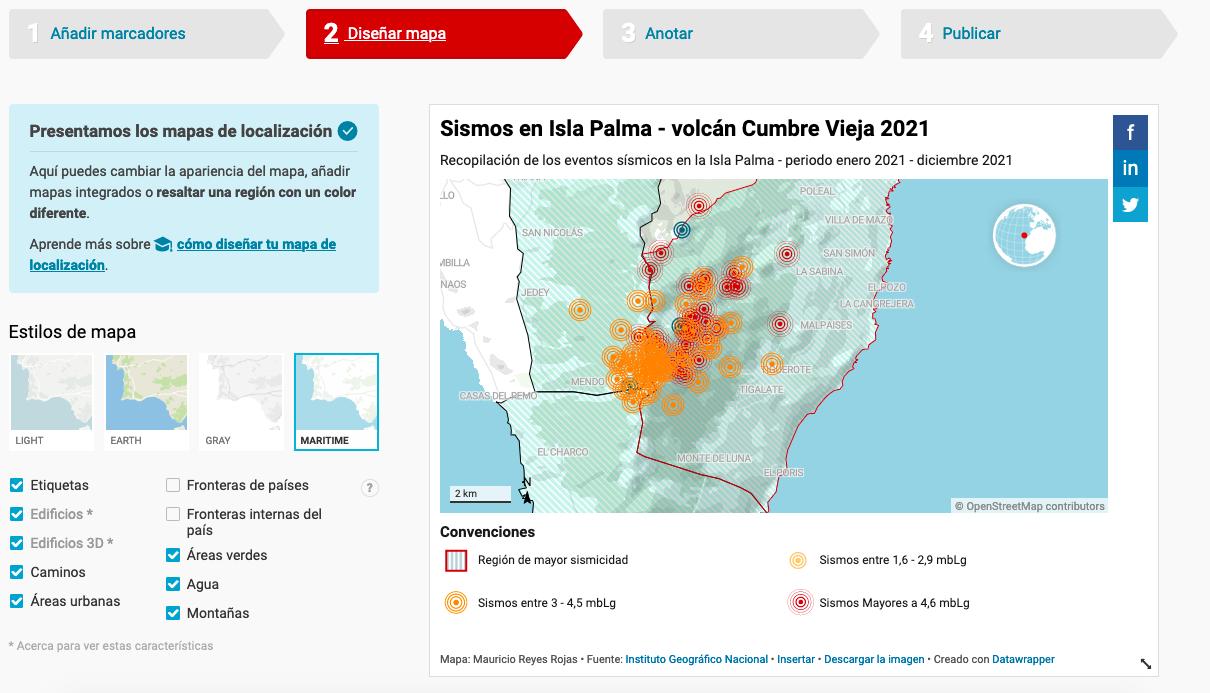 1 Añadir marcadores
2 Diseñar mapa
3 Anotar
4 Publicar
Presentamos los mapas de localización
Aquí puedes cambiar la apariencia del mapa, añadir
mapas integrados o resaltar una región con un color
diferente.
Aprende más sobre cómo diseñar tu mapa de
localización.
Estilos de mapa
LIGHT
EARTH
GRAY
MARITIME
Etiquetas
Edificios *
Edificios 3D *
Caminos
Áreas urbanas
Fronteras de países
?
Fronteras internas del
país
Áreas verdes
Agua
Montañas
* Acerca para ver estas características
Sismos en Isla Palma - volcán Cumbre Vieja 2021
Recopilación de los eventos sísmicos en la Isla Palma - periodo enero 2021 - diciembre 2021
f
in
LLO
POLEAL
VILLA DE MAZO
SAN NICOLÁS
SAN SIMÓN
MBILLA
LA SABINA
NAOS
JEDEY
EL POZO
LA CANGREJERA
MALPAISES
MENDO
TIGALATE
CASAS DEL REMO
EL CHARCO
MONTE DE LUNA
EL PORIS
N
2 km
© OpenStreetMap contributors
Convenciones
Región de mayor sismicidad
Sismos entre 1,6 - 2,9 mbLg
Sismos entre 3 - 4,5 mbLg
Sismos Mayores a 4,6 mbLg
Mapa: Mauricio Reyes Rojas • Fuente: Instituto Geográfico Nacional • Insertar • Descargar la imagen • Creado con Datawrapper